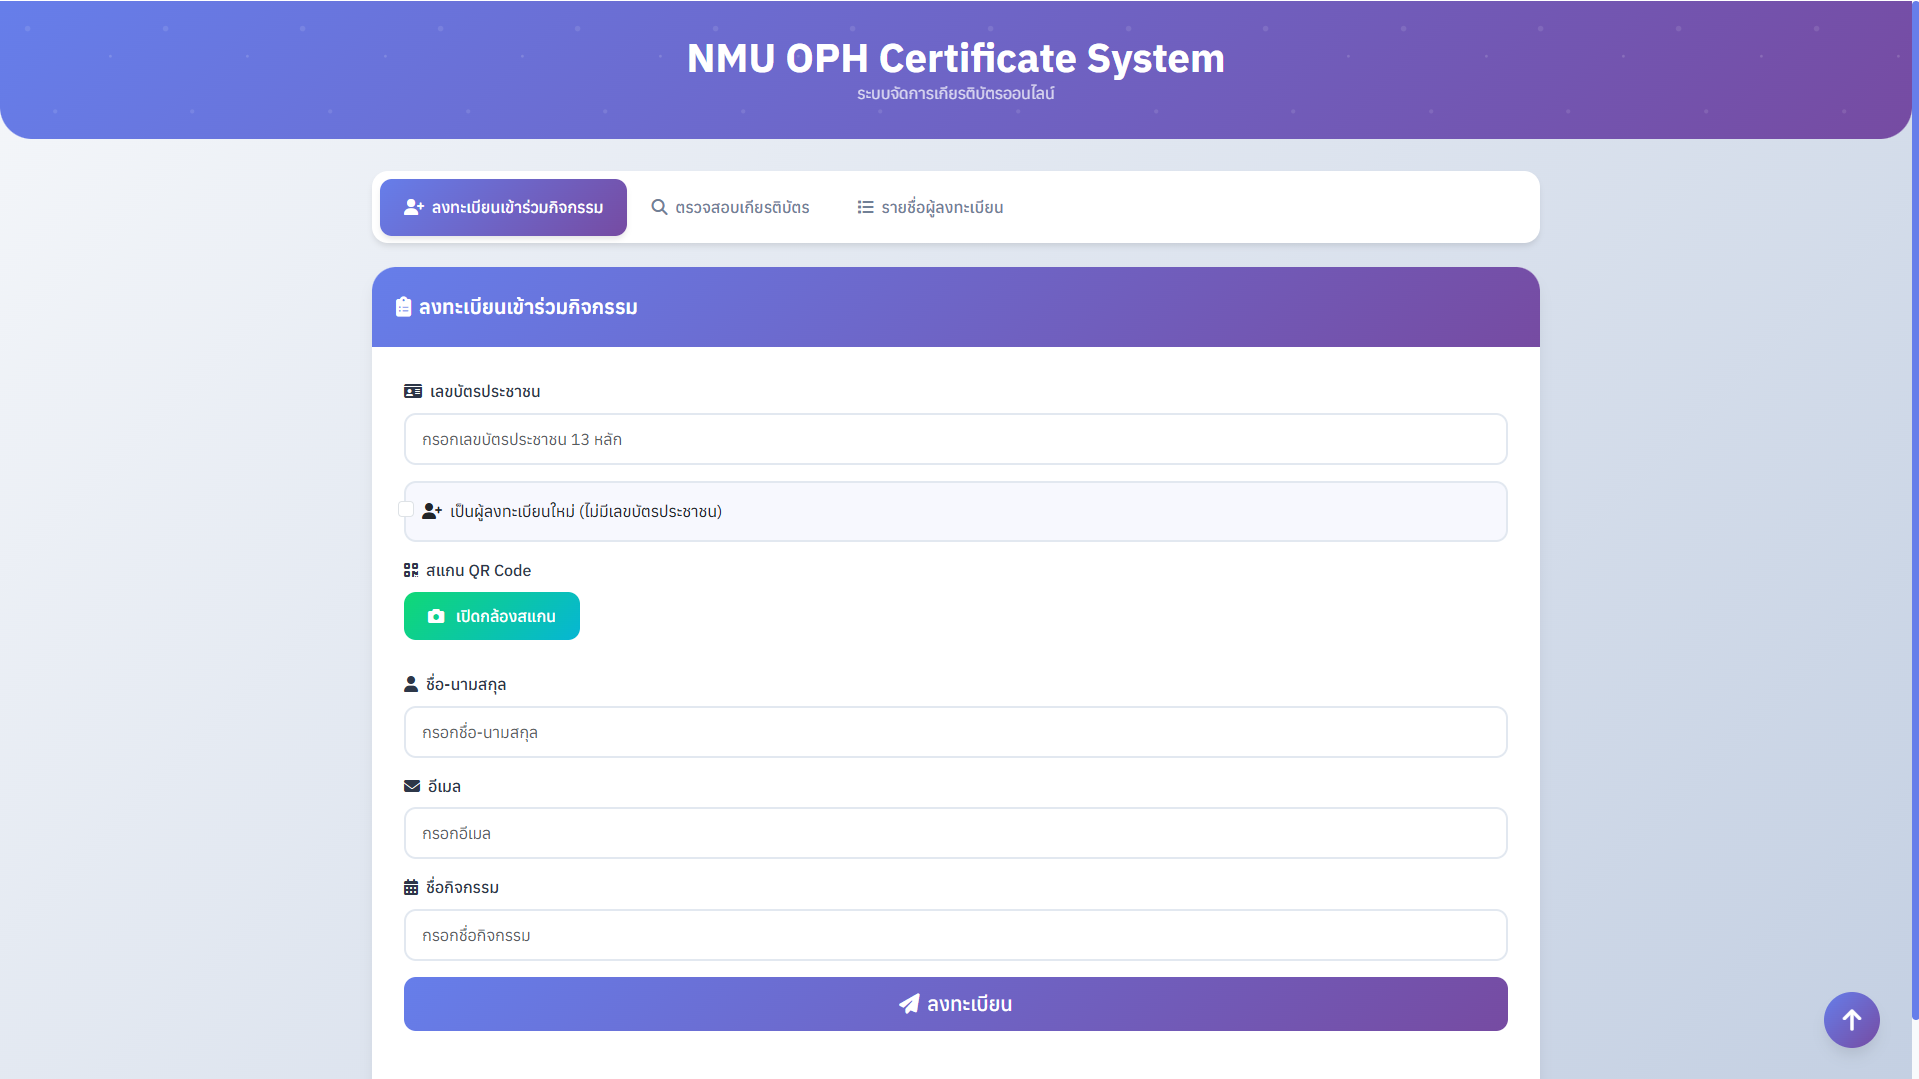 NMU OPH Certificate System
ระบบจัดการเกียรติบัตรออนไลน์
ลงทะเบียนเข้าร่วมกิจกรรม
ตรวจสอบเกียรติบัตร
รายชื่อผู้ลงทะเบียน
ลงทะเบียนเข้าร่วมกิจกรรม
เลขบัตรประชาชน
กรอกเลขบัตรประชาชน 13 หลัก
เป็นผู้ลงทะเบียนใหม่ (ไม่มีเลขบัตรประชาชน)
สแกน QR Code
เปิดกล้องสแกน
ชื่อ-นามสกุล
กรอกชื่อ-นามสกุล
อีเมล
กรอกอีเมล
ชื่อกิจกรรม
กรอกชื่อกิจกรรม
ลงทะเบียน